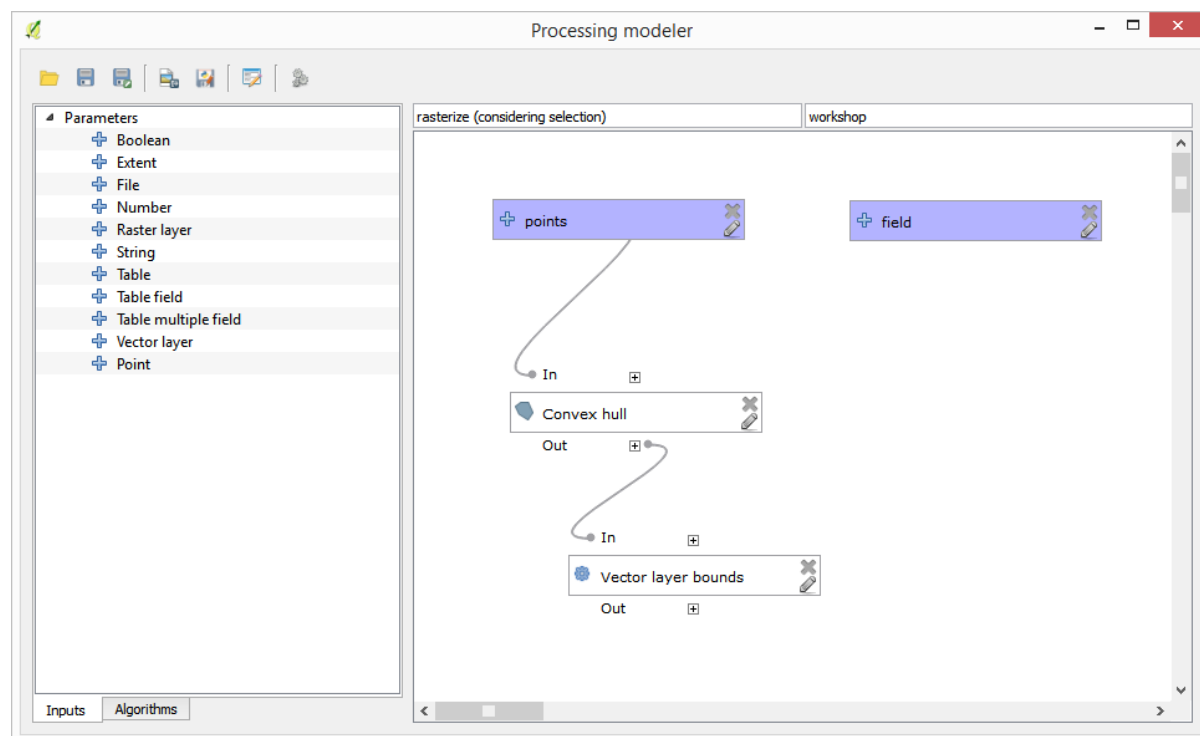 Processing modeler
Parameters
Boolean
Extent
File
Number
Raster layer
String
Table
Table field
Table multiple field
Vector layer
Point
Inputs
Algorithms
rasterize (considering selection)
workshop
points
field
In
Convex hull
Out
In
Vector layer bounds
Out